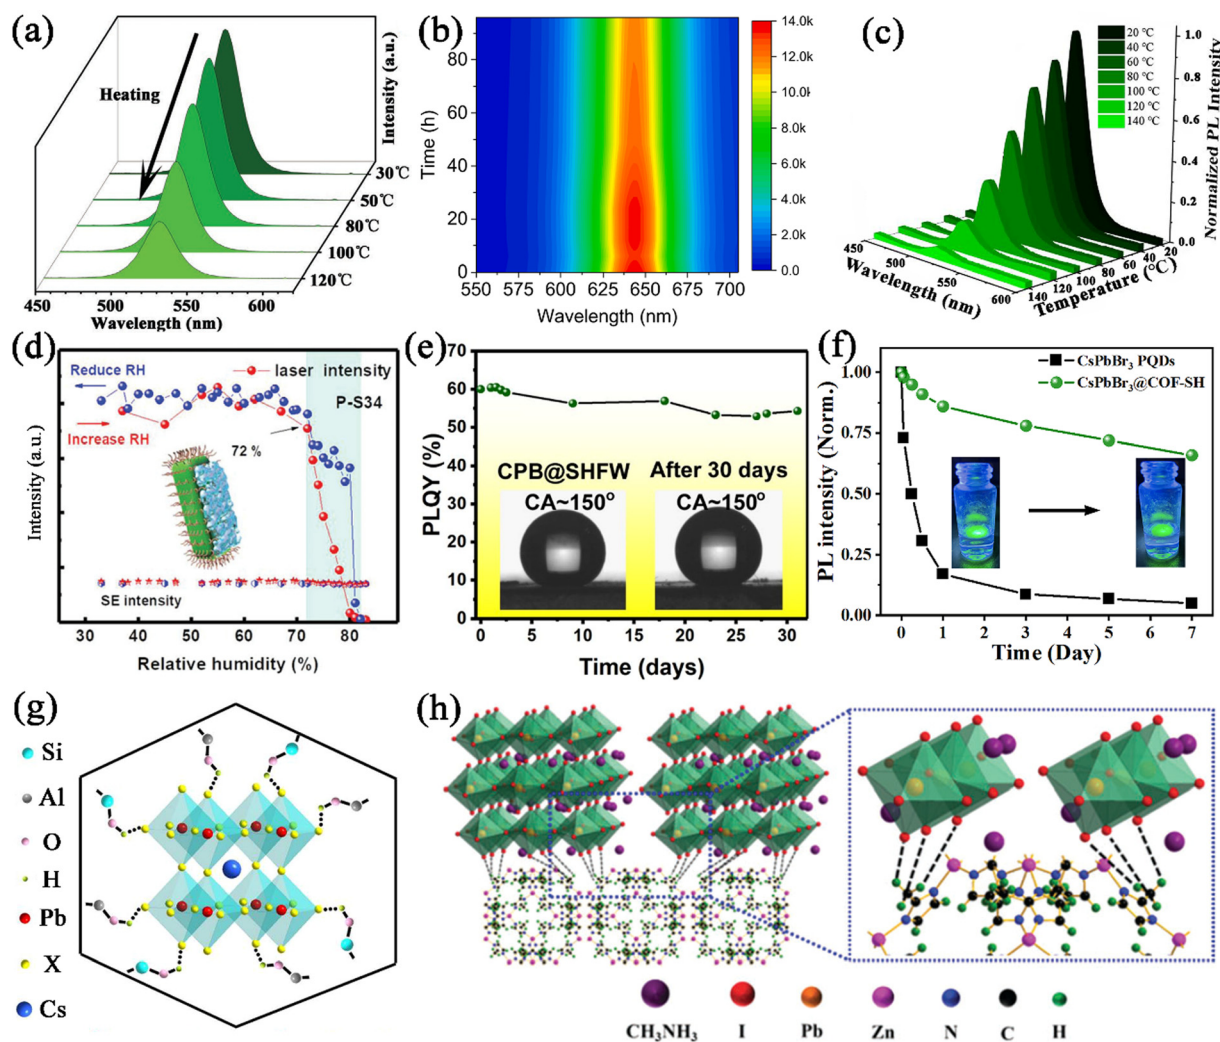 (a)
Heating
Intensity (a.u.)
30℃
50℃
80℃
100℃
120℃
450
500
550
600
Wavelength (nm)
(b)
Time (h)
80
60
40
20
0
550
575
600
625
650
675
700
Wavelength (nm)
14.0k
12.0k
10.0k
8.0k
6.0k
4.0k
2.0k
0.0
(c)
20 ℃
40 ℃
60 ℃
80 ℃
100 ℃
120 ℃
140 ℃
1.0
0.8
0.6
0.4
0.2
0.0
Normalized PL Intensity
450
500
550
600
Wavelength (nm)
20
40
60
80
100
120
140
Temperature (℃)
(d)
Reduce RH
laser intensity
P-S34
Increase RH
72 %
SE intensity
Intensity (a.u.)
30
40
50
60
70
80
Relative humidity (%)
(e)
PLQY (%)
70
60
50
40
30
20
10
0
CPB@SHFW
CA~150°
After 30 days
CA~150°
0
5
10
15
20
25
30
Time (days)
(f)
CsPbBr₃ PQDs
CsPbBr₃@COF-SH
PL intensity (Norm.)
1.00
0.75
0.50
0.25
0.00
0
1
2
3
4
5
6
7
Time (Day)
(g)
Si
Al
O
H
Pb
X
Cs
(h)
CH₃NH₃
I
Pb
Zn
N
C
H